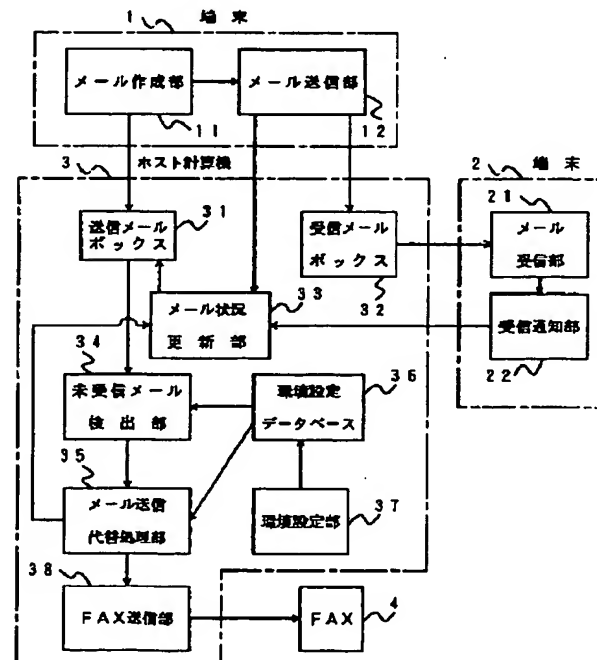 1 端末
メール作成部
メール送信部
11
12
3 ホスト計算機
2 端末
31
送信メール
ボックス
受信メール
ボックス
32
21
メール
受信部
33
メール状況
更新部
受信通知部
22
34
未受信メール
検出部
36
環境設定
データベース
35
メール送信
代替処理部
環境設定部
37
38
FAX送信部
FAX
4